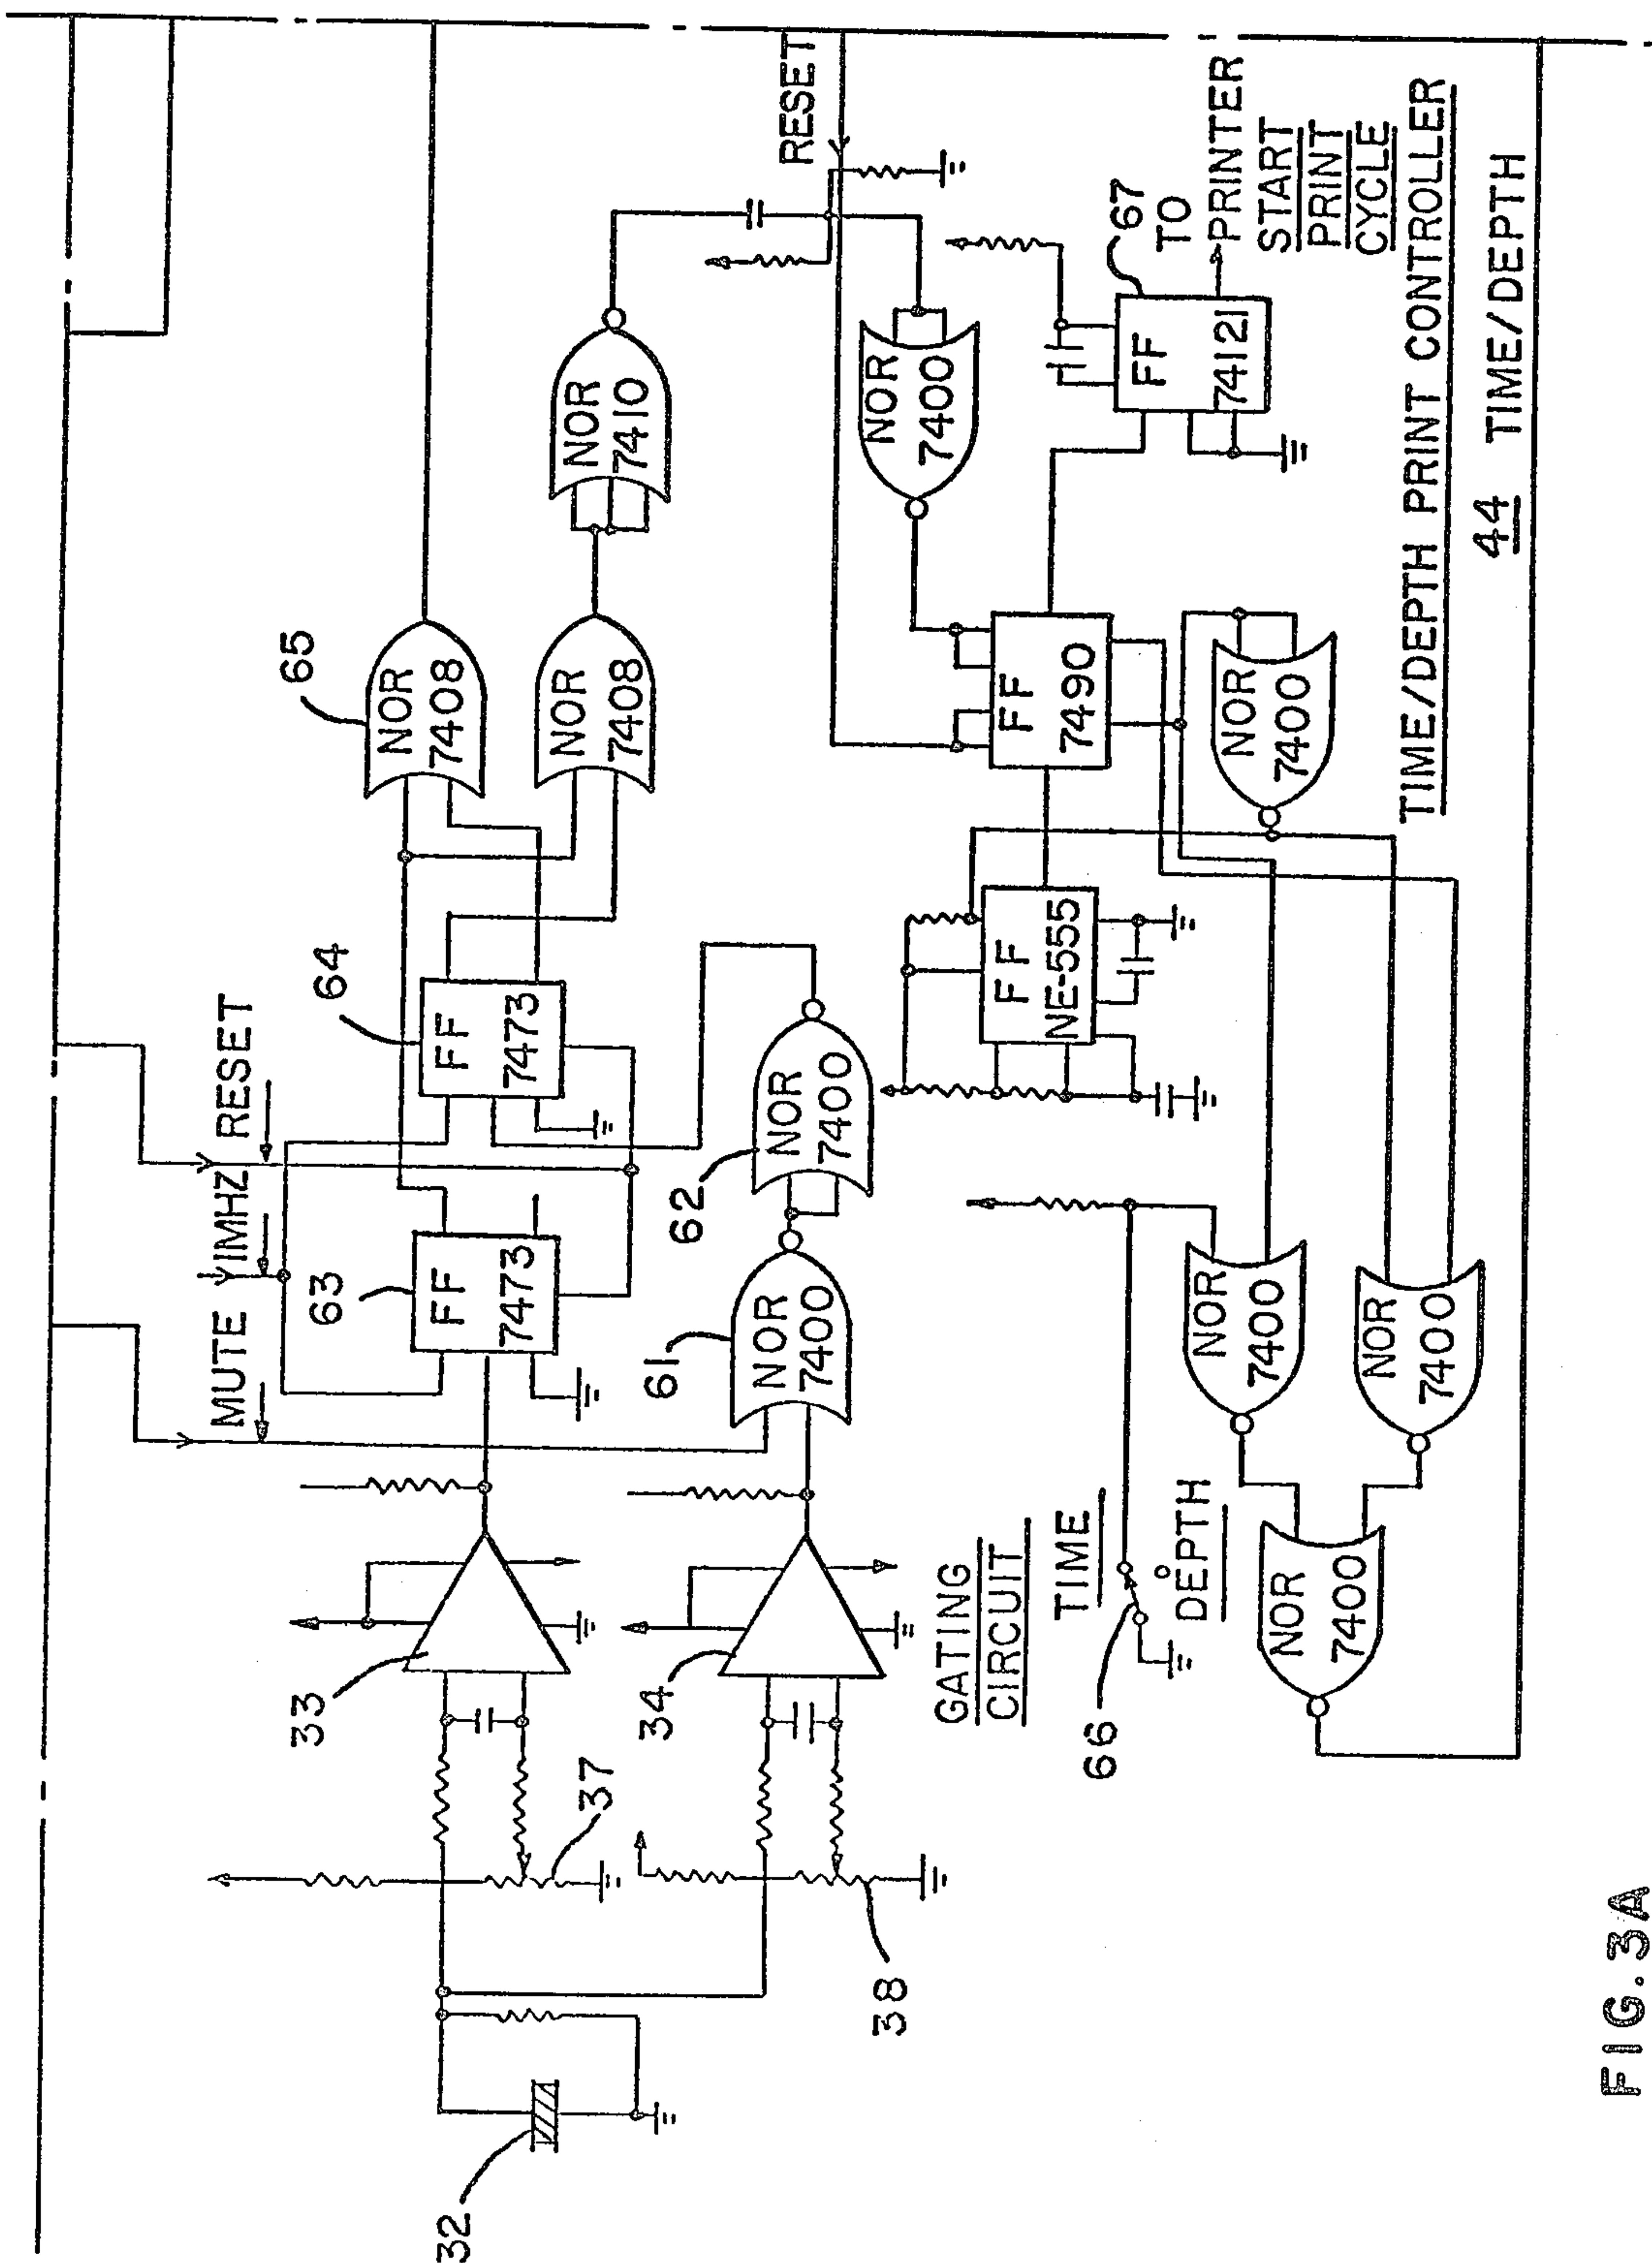 MUTE
1MHZ
RESET
63
FF
7473
64
FF
7473
65
NOR
7408
NOR
7408
NOR
7410
RESET
33
34
37
38
32
61
NOR
7400
62
NOR
7400
GATING
CIRCUIT
NOR
7400
FF
NE-555
FF
7490
FF
74121
67
TO
PRINTER
START
PRINT
CYCLE
NOR
7400
TIME
DEPTH
66
NOR
7400
NOR
7400
NOR
7400
TIME/DEPTH PRINT CONTROLLER
44 TIME/DEPTH
FIG.3A